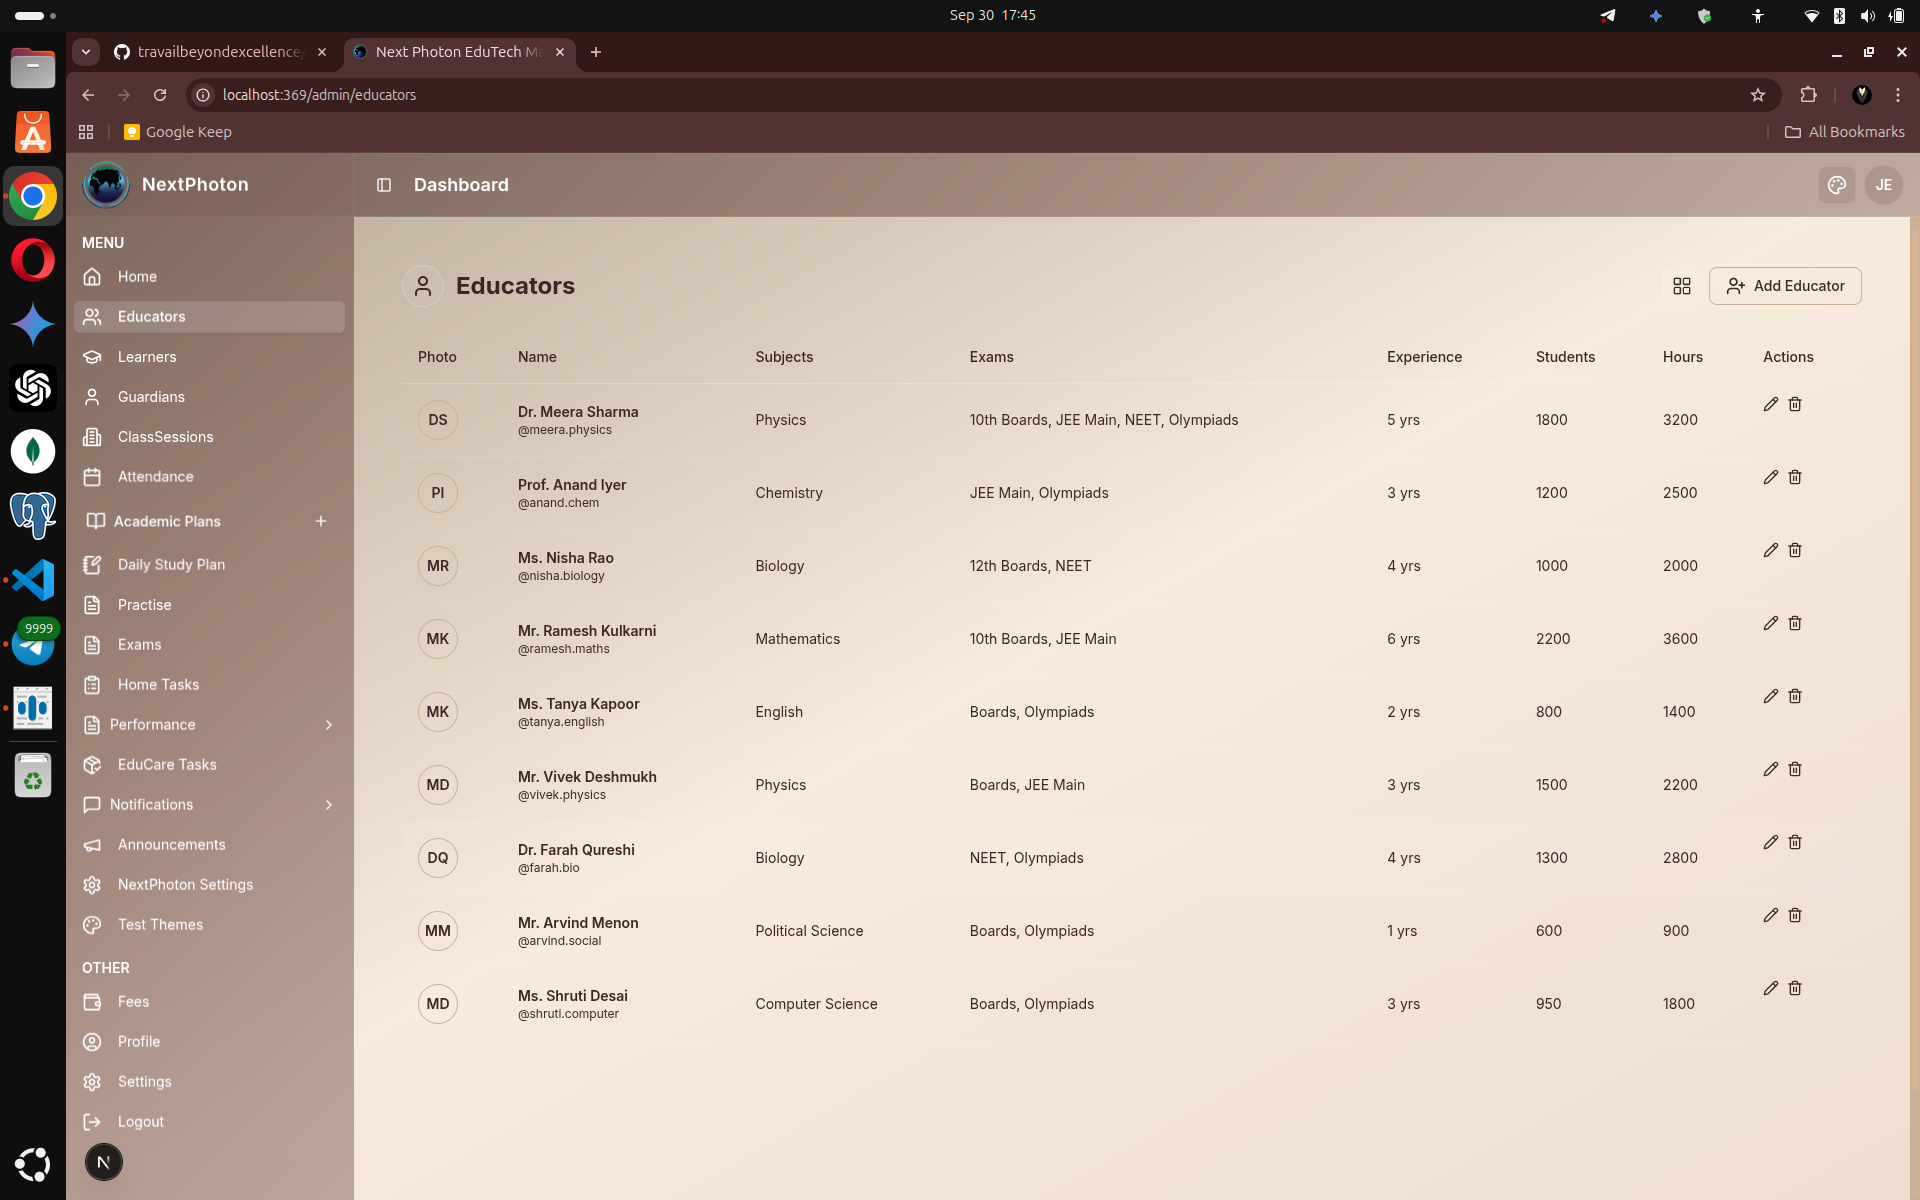 Sep 30 17:45
travailbeyondexcellence
Next Photon EduTech M
localhost:369/admin/educators
Google Keep
All Bookmarks
NextPhoton
Dashboard
JE
MENU
Home
Educators
Learners
Guardians
ClassSessions
Attendance
Academic Plans
Daily Study Plan
Practise
Exams
Home Tasks
Performance
EduCare Tasks
Notifications
Announcements
NextPhoton Settings
Test Themes
OTHER
Fees
Profile
Settings
Logout
N
9999
Educators
Add Educator
Photo Name Subjects Exams Experience Students Hours Actions
DS Dr. Meera Sharma Physics 10th Boards, JEE Main, NEET, Olympiads 5 yrs 1800 3200
@meera.physics
PI Prof. Anand Iyer Chemistry JEE Main, Olympiads 3 yrs 1200 2500
@anand.chem
MR Ms. Nisha Rao Biology 12th Boards, NEET 4 yrs 1000 2000
@nisha.biology
MK Mr. Ramesh Kulkarni Mathematics 10th Boards, JEE Main 6 yrs 2200 3600
@ramesh.maths
MK Ms. Tanya Kapoor English Boards, Olympiads 2 yrs 800 1400
@tanya.english
MD Mr. Vivek Deshmukh Physics Boards, JEE Main 3 yrs 1500 2200
@vivek.physics
DQ Dr. Farah Qureshi Biology NEET, Olympiads 4 yrs 1300 2800
@farah.bio
MM Mr. Arvind Menon Political Science Boards, Olympiads 1 yrs 600 900
@arvind.social
MD Ms. Shruti Desai Computer Science Boards, Olympiads 3 yrs 950 1800
@shruti.computer